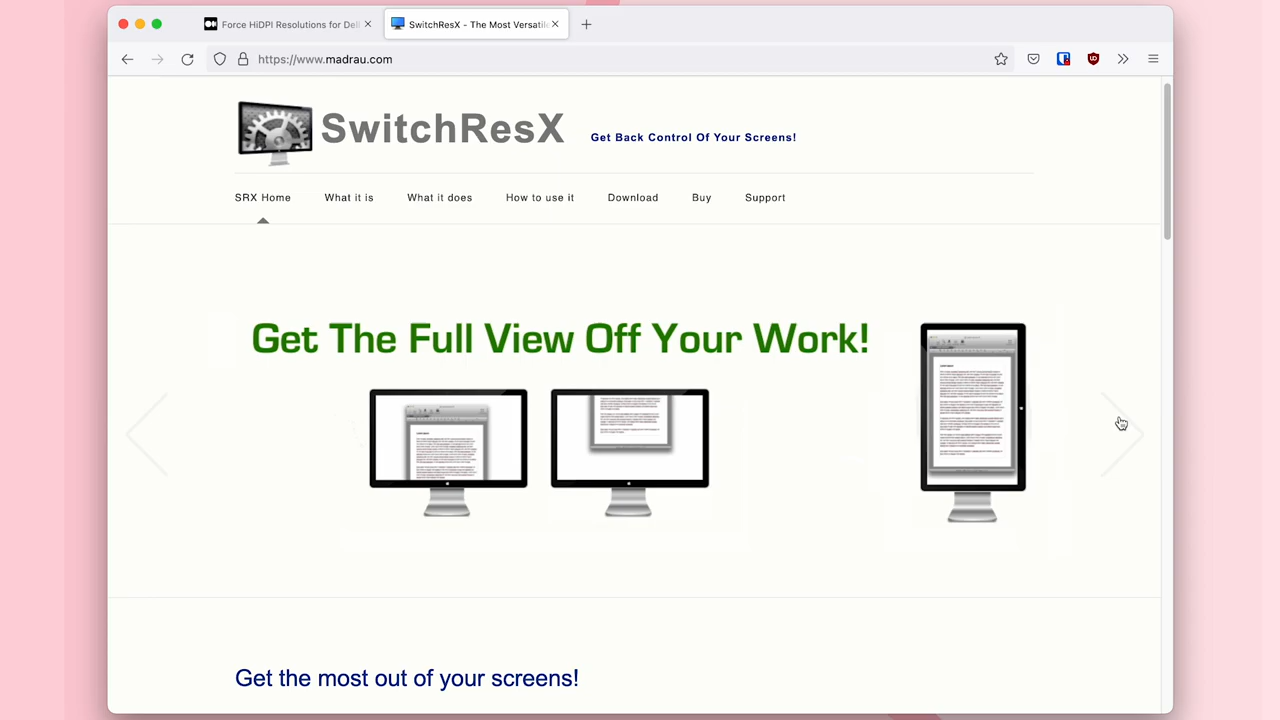 Force HiDPI Resolutions for Del
SwitchResX - The Most Versatile
https://www.madrau.com
SwitchResX
Get Back Control Of Your Screens!
SRX Home
What it is
What it does
How to use it
Download
Buy
Support
Get The Full View Off Your Work!
Get the most out of your screens!